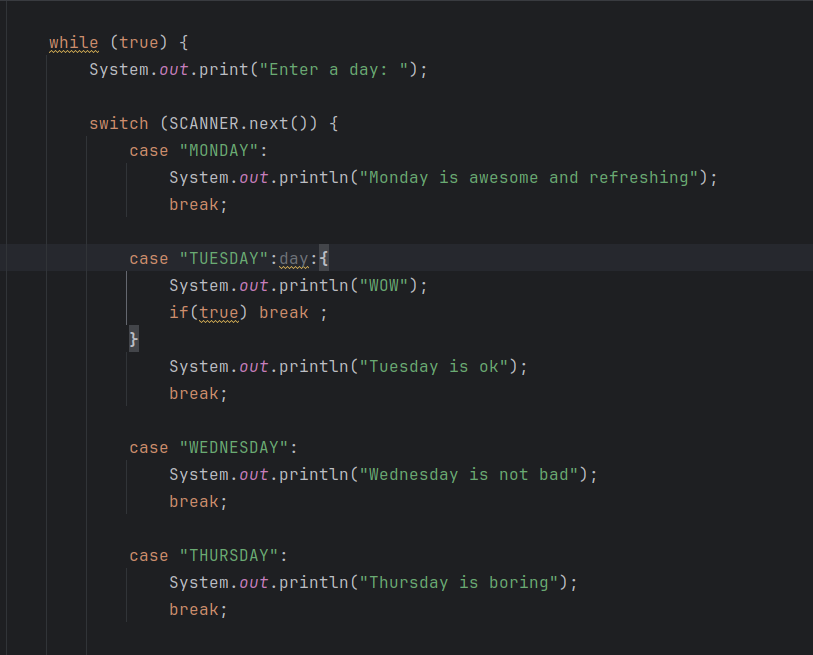 while (true) {
System.out.print("Enter a day: ");
switch (SCANNER.next()) {
case "MONDAY":
System.out.println("Monday is awesome and refreshing");
break;
case "TUESDAY":day:{
System.out.println("WOW");
if(true) break ;
}
System.out.println("Tuesday is ok");
break;
case "WEDNESDAY":
System.out.println("Wednesday is not bad");
break;
case "THURSDAY":
System.out.println("Thursday is boring");
break;